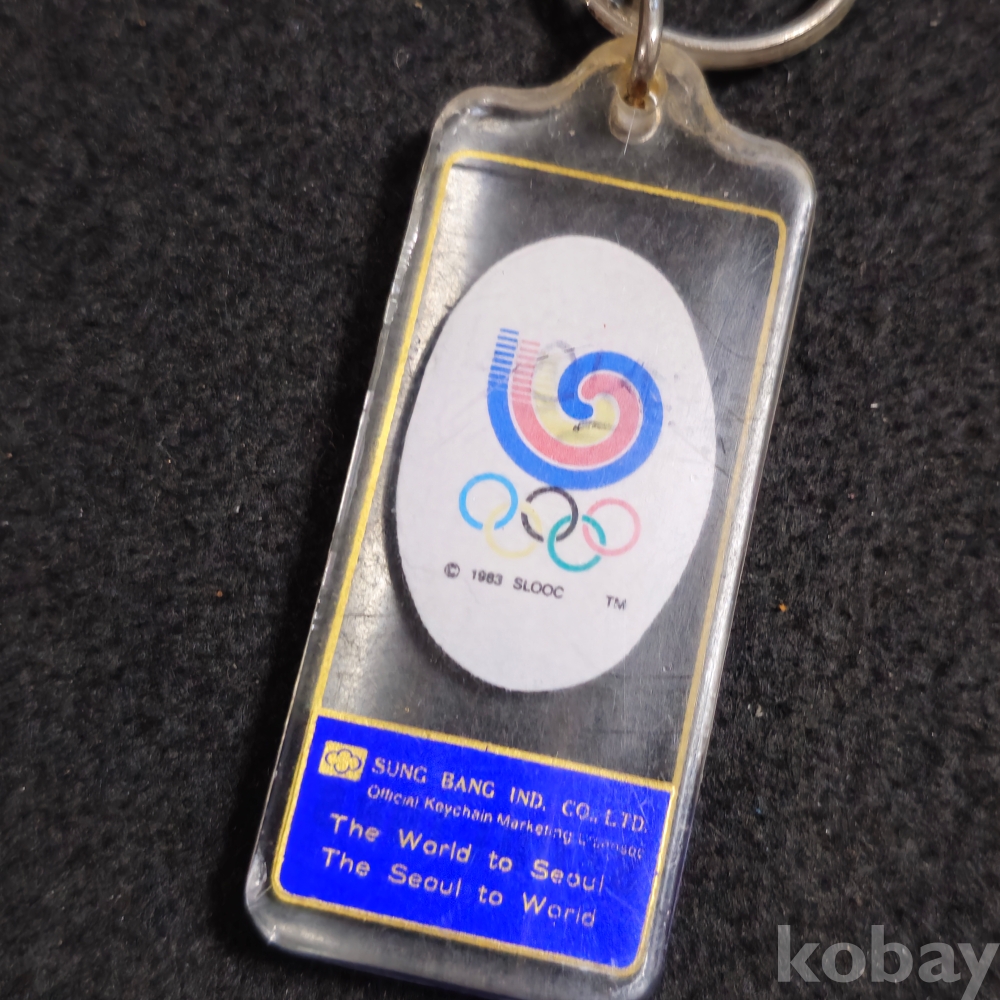 © 1983 SLOOC TM
SUNG BANG IND. CO., LTD.
Official Keychain Marketing Licensee
The World to Seoul
The Seoul to World
kobay